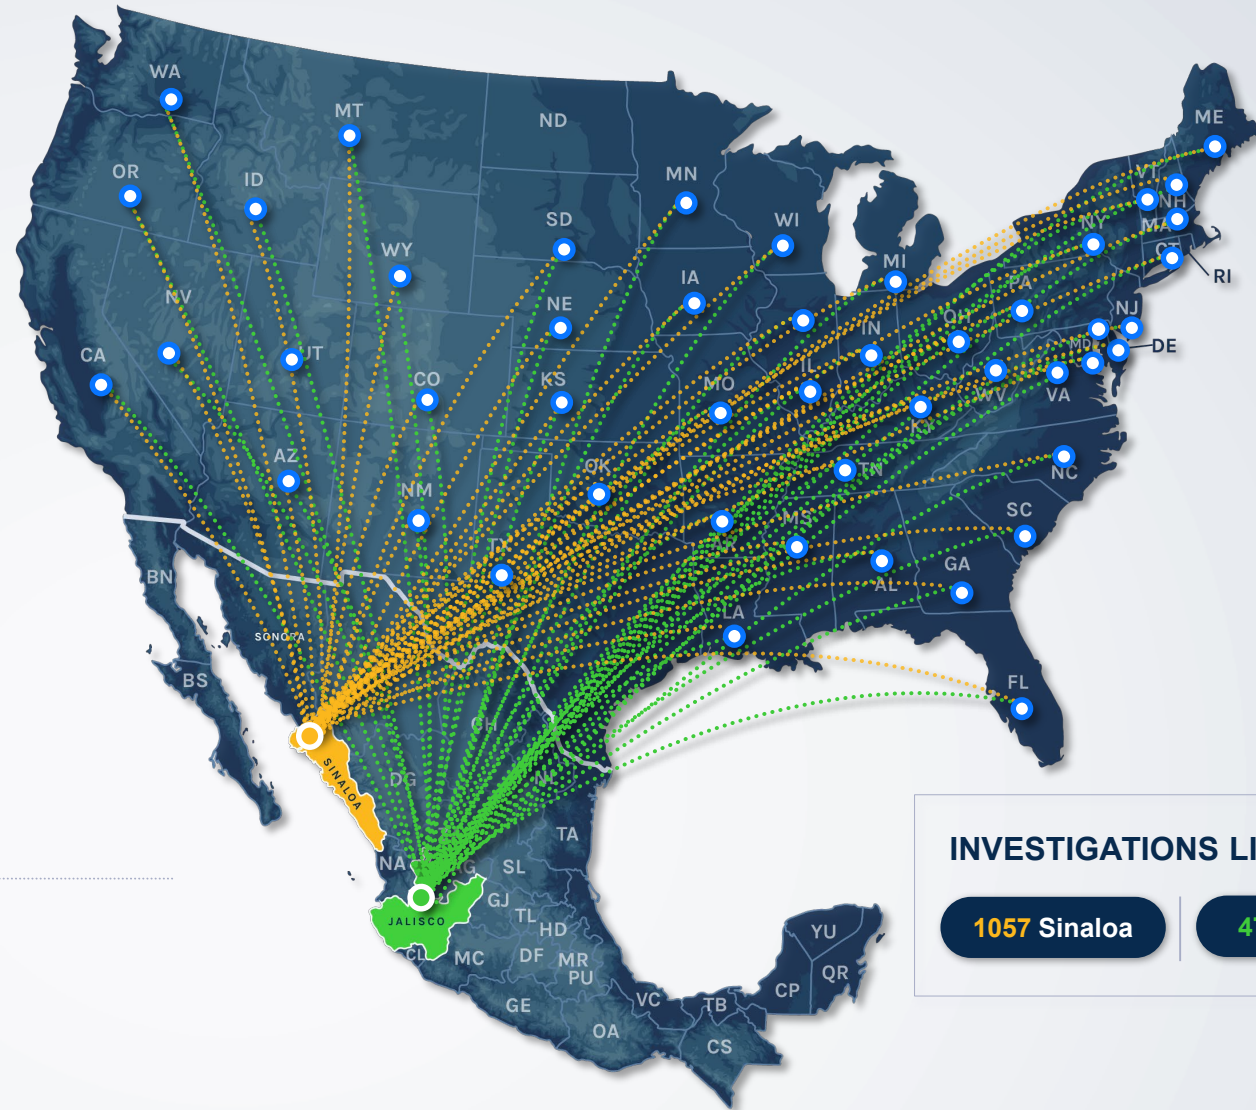 WA
MT
ND
ME
OR
ID
MN
SD
WI
VT
NH
WY
NY
MA
CT
MI
RI
NV
NE
IA
PA
OH
NJ
IN
CA
UT
DE
CO
KS
MO
IL
VA
WV
KY
AZ
OK
TN
NC
NM
SC
MS
TX
GA
BN
AL
LA
SONORA
BS
FL
CH
DG
NL
SINALOA
TA
NA
SL
INVESTIGATIONS LI
GJ
JALISCO
TL
HD
1057 Sinaloa
47
YU
CL
MC
DF
MR
PU
QR
CP
GE
VC
TB
OA
CS